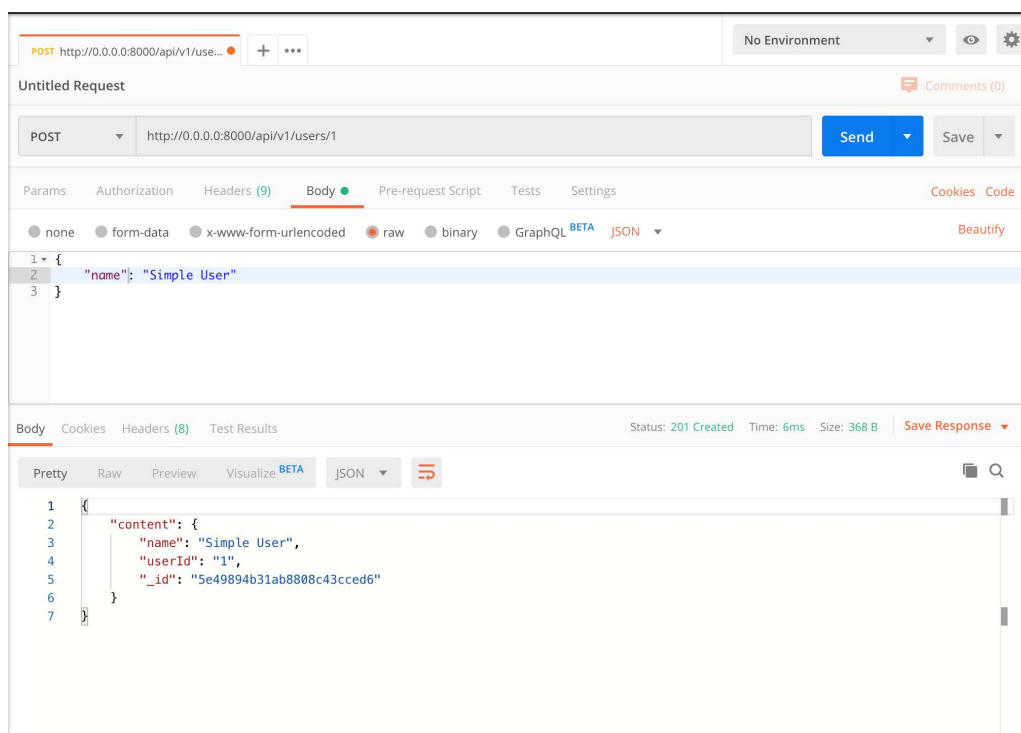 POST http://0.0.0.0:8000/api/v1/use... + ••• No Environment
Untitled Request Comments (0)
POST http://0.0.0.0:8000/api/v1/users/1 Send Save
Params Authorization Headers (9) Body Pre-request Script Tests Settings Cookies Code
none form-data x-www-form-urlencoded raw binary GraphQL BETA JSON Beautify
1 {
2 "name": "Simple User"
3 }
Body Cookies Headers (8) Test Results Status: 201 Created Time: 6ms Size: 368 B Save Response
Pretty Raw Preview Visualize BETA JSON
1 {
2 "content": {
3 "name": "Simple User",
4 "userId": "1",
5 "_id": "5e49894b31ab8808c43cced6"
6 }
7 }